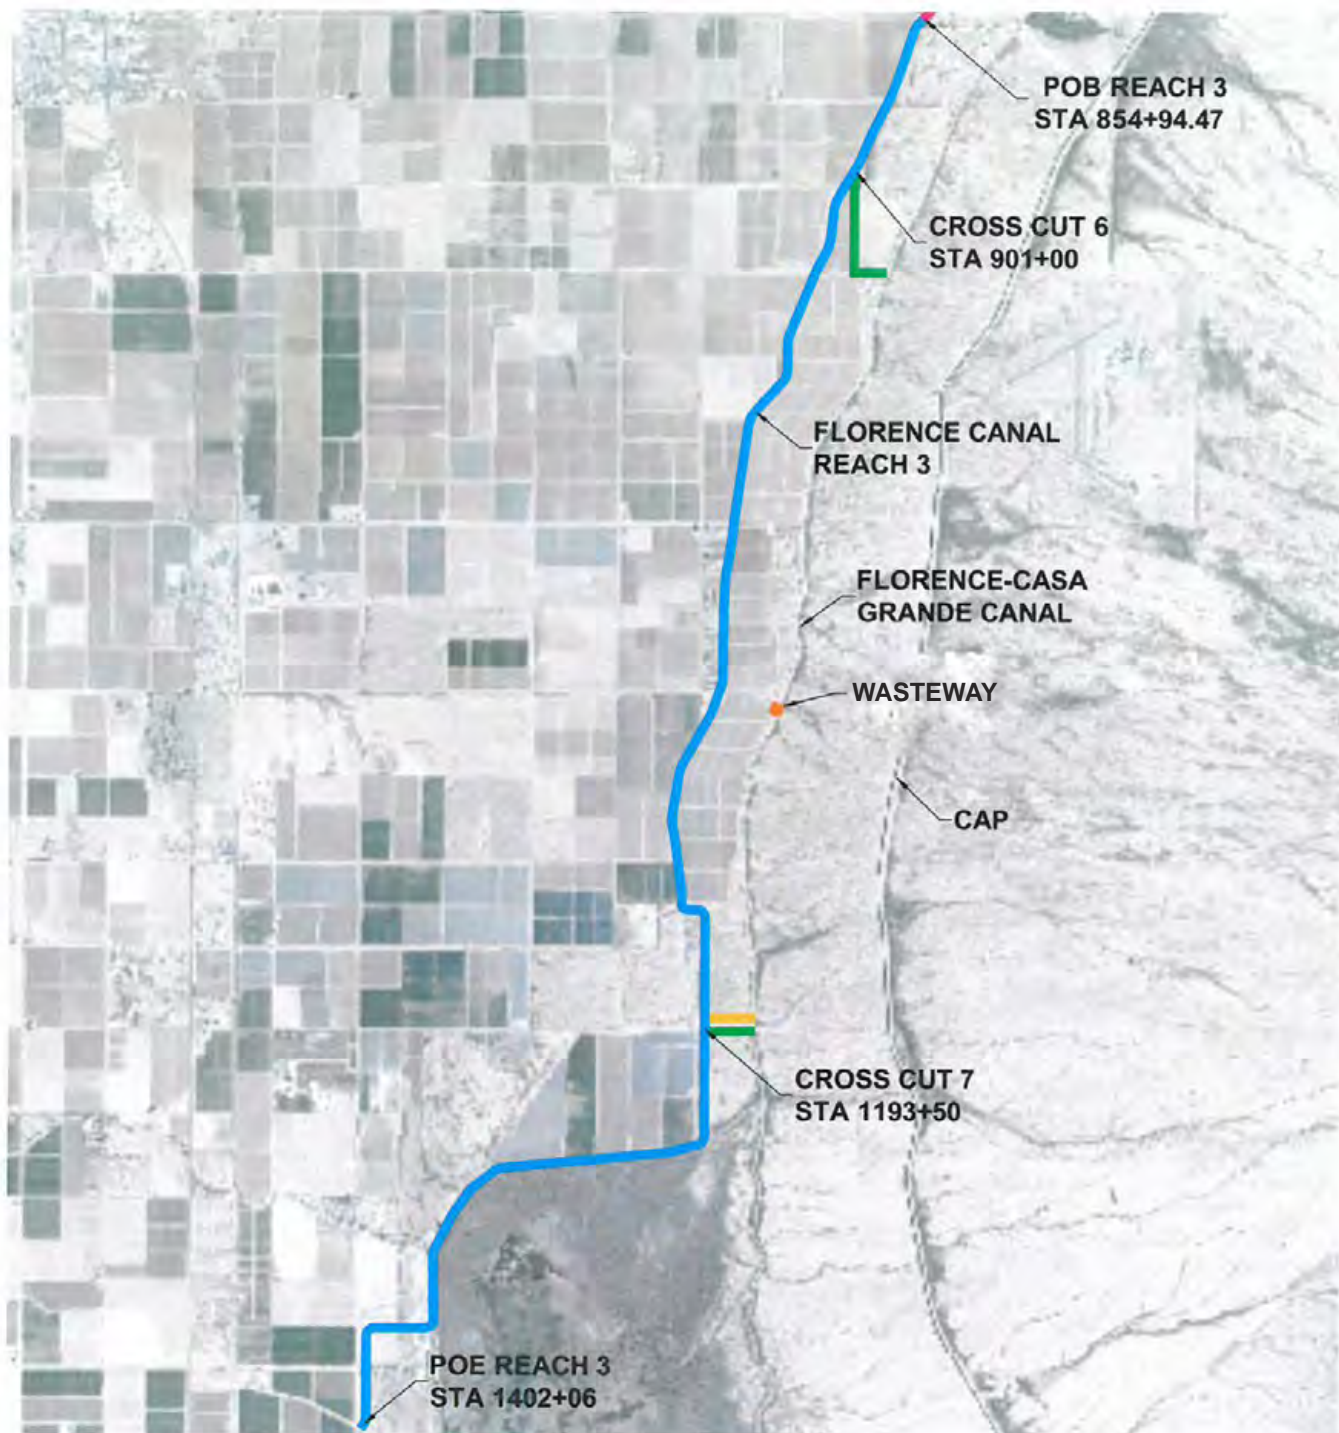 POB REACH 3
STA 854+94.47
CROSS CUT 6
STA 901+00
FLORENCE CANAL
REACH 3
FLORENCE-CASA
GRANDE CANAL
WASTEWAY
CAP
CROSS CUT 7
STA 1193+50
POE REACH 3
STA 1402+06